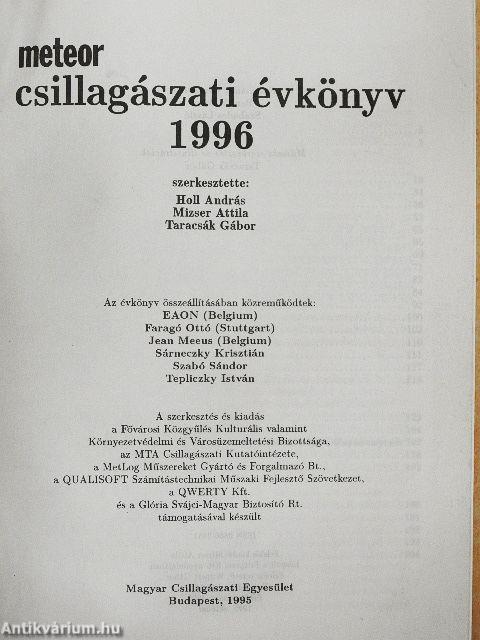 meteor
csillagászati évkönyv
1996
szerkesztette:
Holl András
Mizser Attila
Taracsák Gábor
Az évkönyv összeállításában közreműködtek:
EAON (Belgium)
Faragó Ottó (Stuttgart)
Jean Meeus (Belgium)
Sárneczky Krisztián
Szabó Sándor
Tepliczky István
A szerkesztés és kiadás
a Fővárosi Közgyűlés Kulturális valamint
Környezetvédelmi és Városüzemeltetési Bizottsága,
az MTA Csillagászati Kutatóintézete,
a MetLog Műszereket Gyártó és Forgalmazó Bt.,
a QUALISOFT Számítástechnikai Műszaki Fejlesztő Szövetkezet,
a QWERTY Kft.
és a Glória Svájci-Magyar Biztosító Rt.
támogatásával készült
Magyar Csillagászati Egyesület
Budapest, 1995
Antikvárium.hu